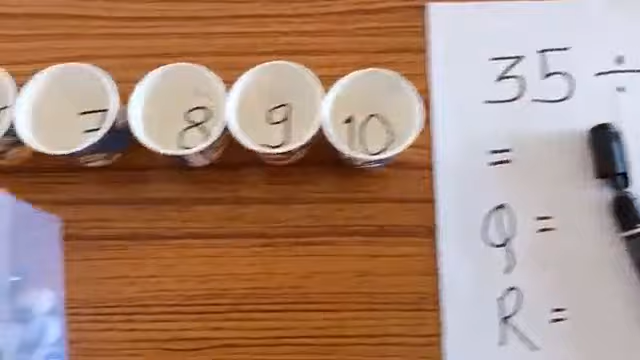 7 8 9 10
35 ÷
=
Q =
R =